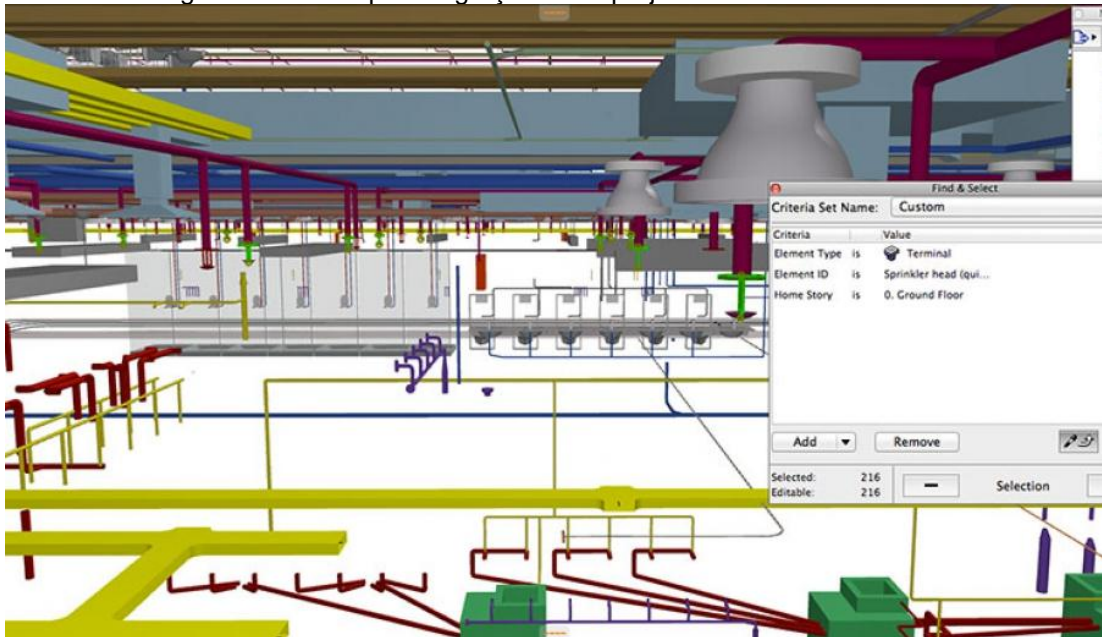 Find & Select
Criteria Set Name: Custom
Criteria Value
Element Type is Terminal
Element ID is Sprinkler head (qui...
Home Story is 0. Ground Floor
Add Remove
Selected: 216
Editable: 216
Selection